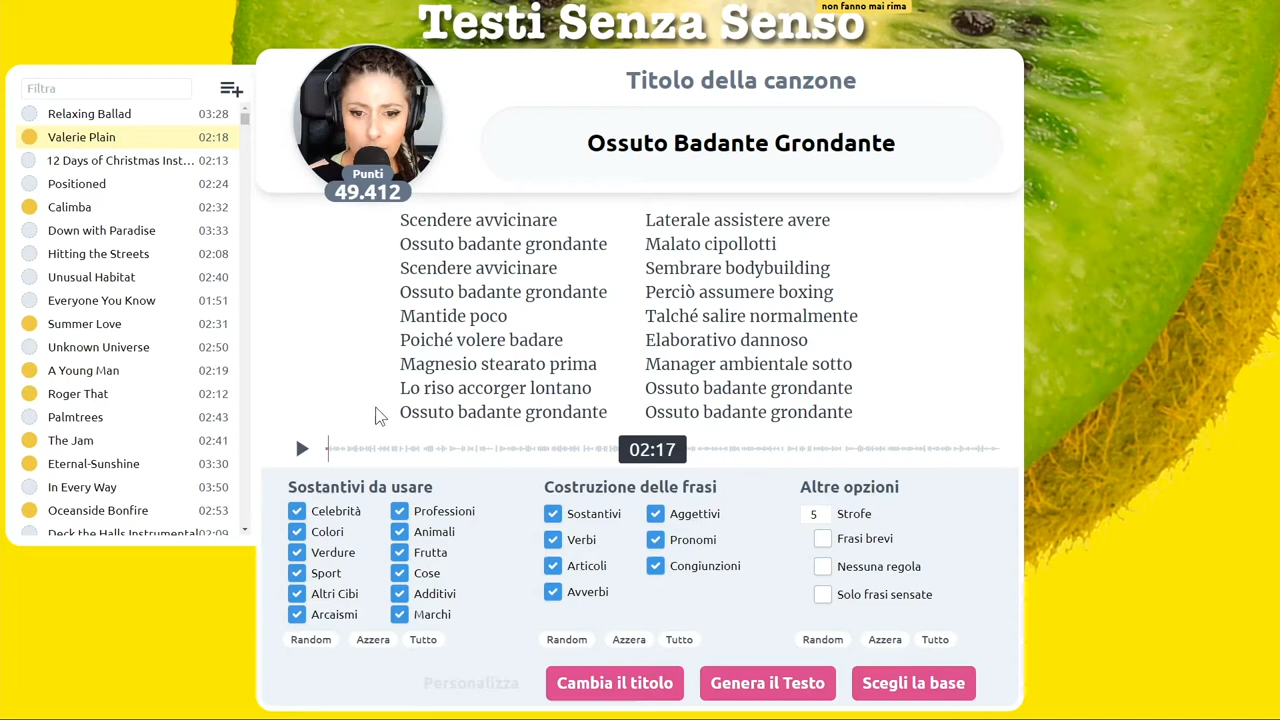 non fanno mai rima
Testi Senza Senso
Filtra
Relaxing Ballad 03:28
Valerie Plain 02:18
12 Days of Christmas Inst... 02:13
Positioned 02:24
Calimba 02:32
Down with Paradise 03:33
Hitting the Streets 02:08
Unusual Habitat 02:40
Everyone You Know 01:51
Summer Love 02:31
Unknown Universe 02:50
A Young Man 02:19
Roger That 02:12
Palmtrees 02:43
The Jam 02:41
Eternal-Sunshine 03:30
In Every Way 03:50
Oceanside Bonfire 02:53
Deck the Halls Instrumental 02:09
Punti
49.412
Titolo della canzone
Ossuto Badante Grondante
Scendere avvicinare
Ossuto badante grondante
Scendere avvicinare
Ossuto badante grondante
Mantide poco
Poiché volere badare
Magnesio stearato prima
Lo riso accorger lontano
Ossuto badante grondante
Laterale assistere avere
Malato cipollotti
Sembrare bodybuilding
Perciò assumere boxing
Talché salire normalmente
Elaborativo dannoso
Manager ambientale sotto
Ossuto badante grondante
Ossuto badante grondante
02:17
Sostantivi da usare
Celebrità Professioni
Colori Animali
Verdure Frutta
Sport Cose
Altri Cibi Additivi
Arcaismi Marchi
Random Azzera Tutto
Costruzione delle frasi
Sostantivi Aggettivi
Verbi Pronomi
Articoli Congiunzioni
Avverbi
Random Azzera Tutto
Altre opzioni
5 Strofe
Frasi brevi
Nessuna regola
Solo frasi sensate
Random Azzera Tutto
Personalizza
Cambia il titolo
Genera il Testo
Scegli la base